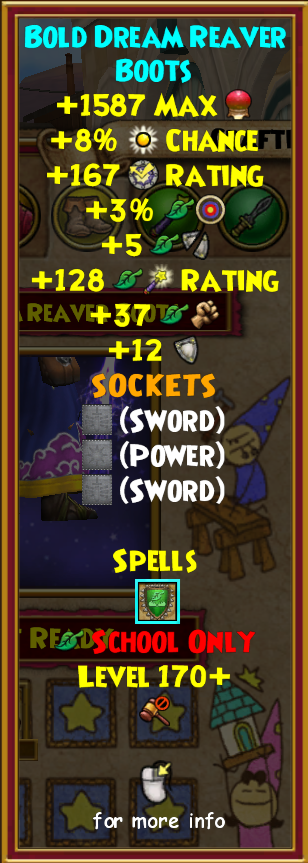 BOLD DREAM REAVER
BOOTS
+1587 MAX
+8% CHANCE
+167 RATING
+3%
+5
+128 RATING
+37
+12
SOCKETS
(SWORD)
(POWER)
(SWORD)
SPELLS
SCHOOL ONLY
LEVEL 170+
for more info